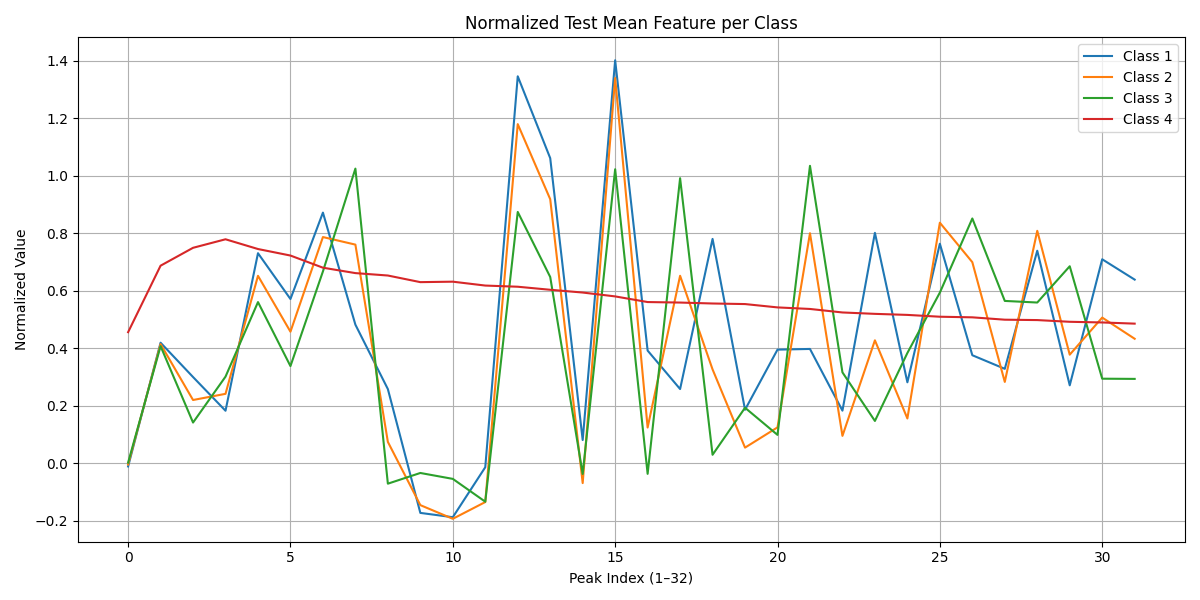 Normalized Test Mean Feature per Class
Normalized Value
1.4
1.2
1.0
0.8
0.6
0.4
0.2
0.0
−0.2
Class 1
Class 2
Class 3
Class 4
0 5 10 15 20 25 30
Peak Index (1–32)